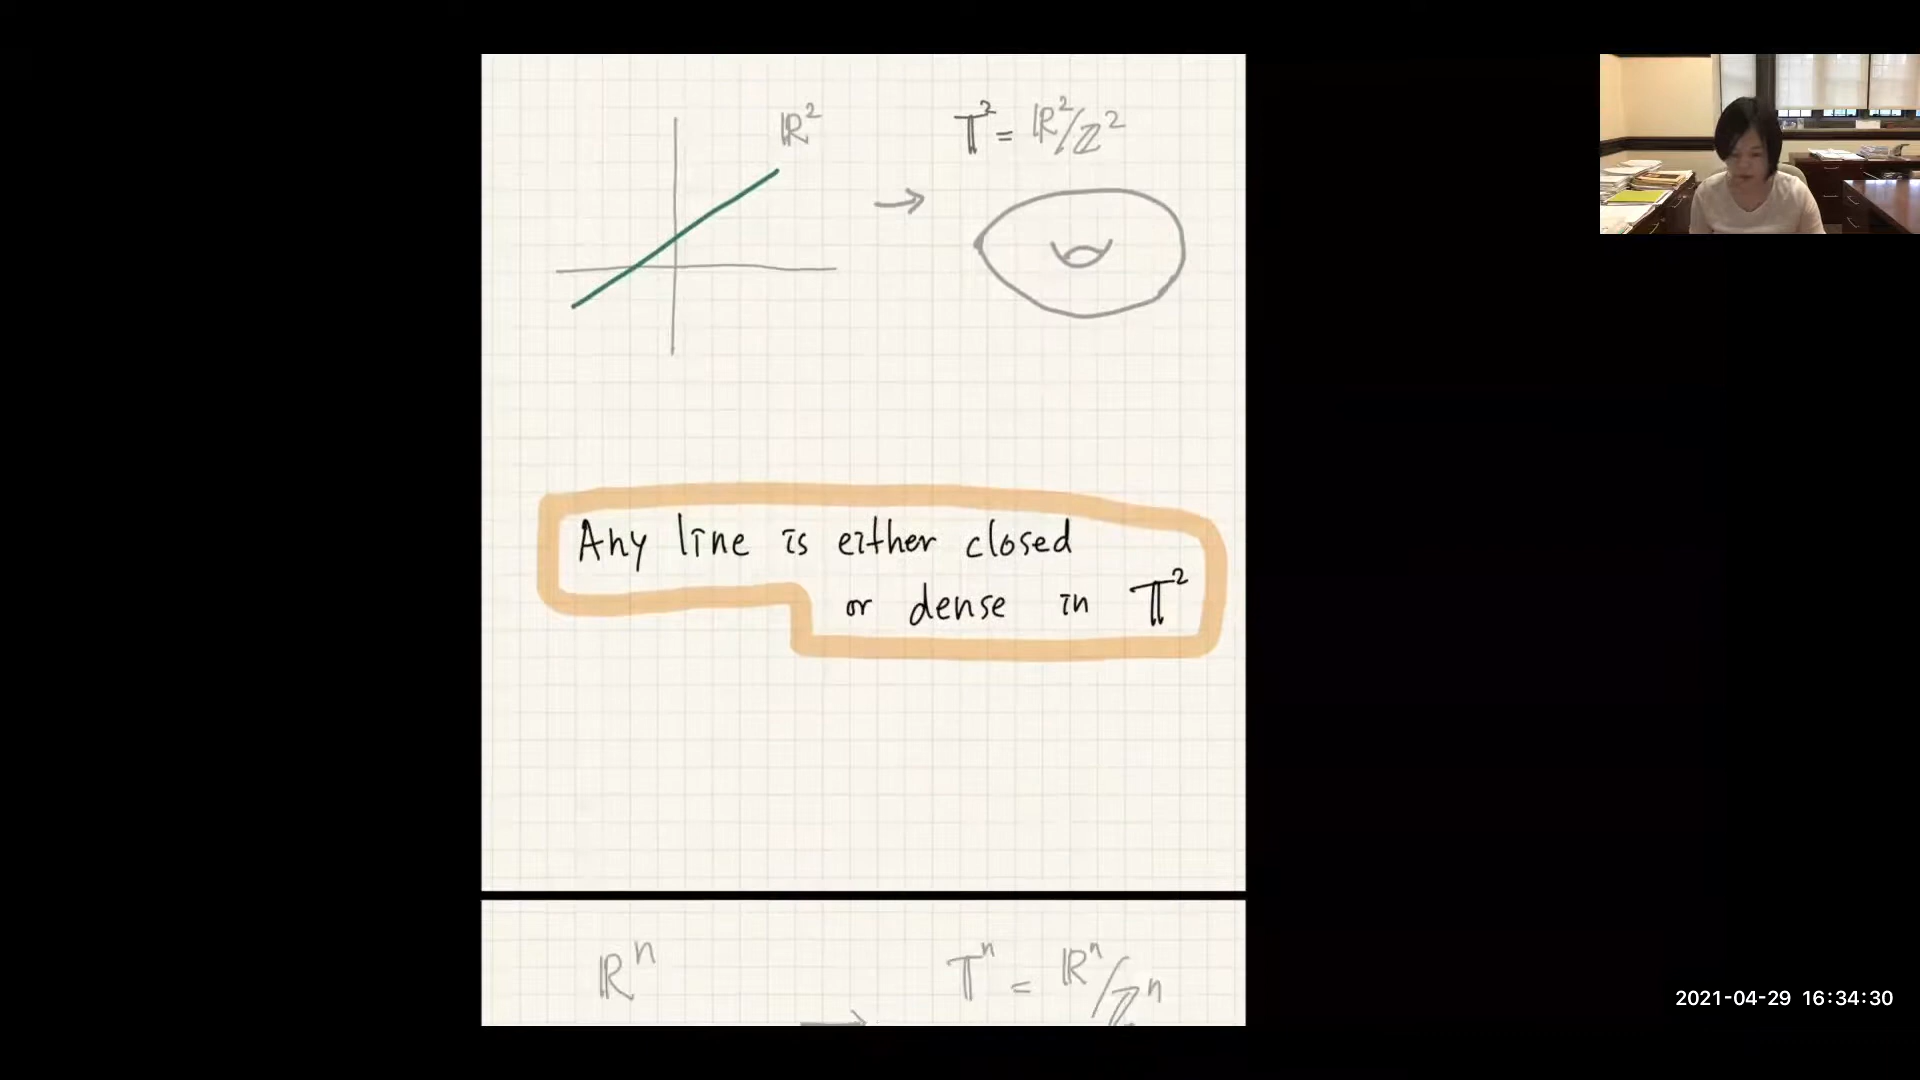 ℝ²
𝕋² = ℝ²/ℤ²
→
Any line is either closed
or dense in 𝕋²
ℝⁿ
𝕋ⁿ = ℝⁿ/ℤⁿ
→
2021-04-29 16:34:30